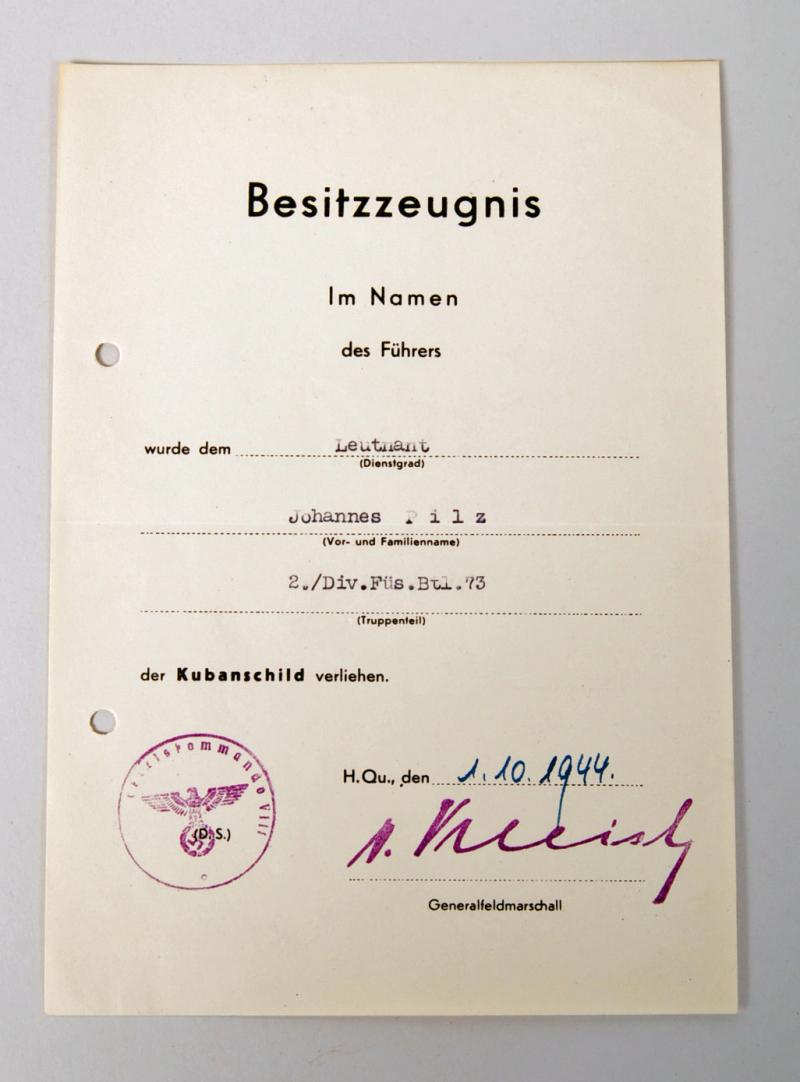 Besitzzeugnis
Im Namen
des Führers
wurde dem Leutnant
(Dienstgrad)
Johannes Pilz
(Vor- und Familienname)
2./Div.Füs.Btl.73
(Truppenteil)
der Kubanschild verliehen.
H.Qu., den 1.10.1944.
(D.S.)
v. Kleist
Generalfeldmarschall